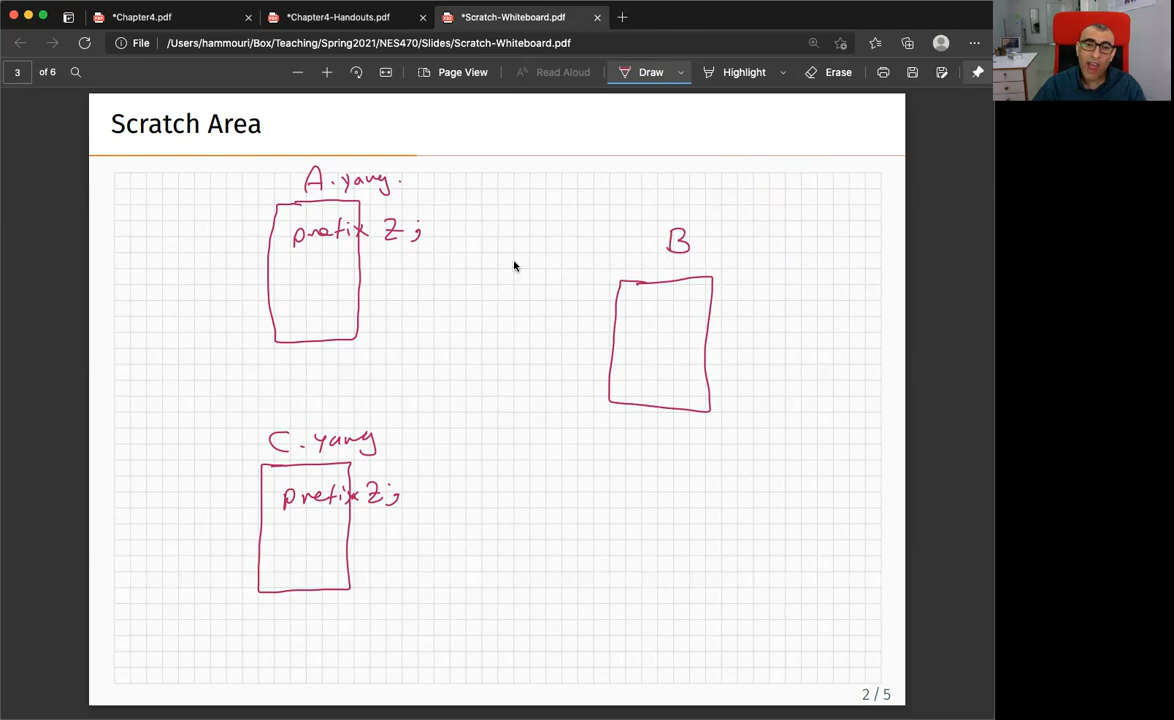 *Chapter4.pdf
*Chapter4-Handouts.pdf
*Scratch-Whiteboard.pdf
File
/Users/hammouri/Box/Teaching/Spring2021/NES470/Slides/Scratch-Whiteboard.pdf
3 of 6
Page View
Read Aloud
Draw
Highlight
Erase
Scratch Area
A.yang.
prefix Z;
B
C.yang
prefix Z;
2 / 5